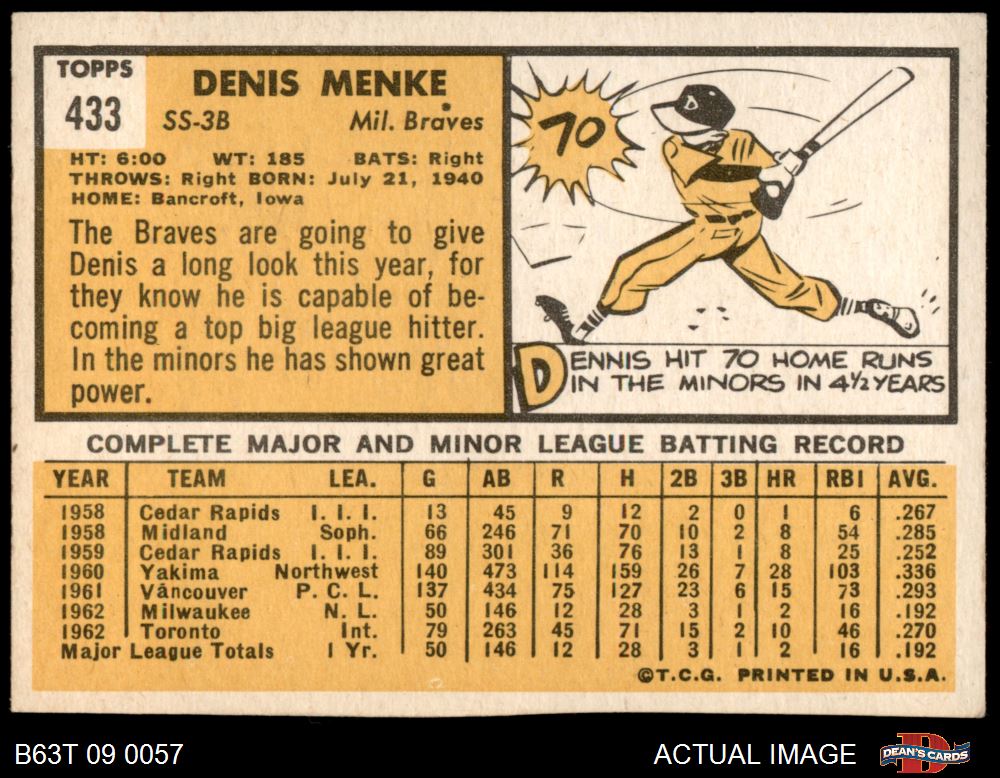 TOPPS
433
DENIS MENKE
SS-3B Mil. Braves
HT: 6:00 WT: 185 BATS: Right
THROWS: Right BORN: July 21, 1940
HOME: Bancroft, Iowa
The Braves are going to give
Denis a long look this year, for
they know he is capable of be-
coming a top big league hitter.
In the minors he has shown great
power.
70
D
DENNIS HIT 70 HOME RUNS
IN THE MINORS IN 4½ YEARS
COMPLETE MAJOR AND MINOR LEAGUE BATTING RECORD
YEAR TEAM LEA. G AB R H 2B 3B HR RBI AVG.
1958 Cedar Rapids I. I. I. 13 45 9 12 2 0 1 6 .267
1958 Midland Soph. 66 246 71 70 10 2 8 54 .285
1959 Cedar Rapids I. I. I. 89 301 36 76 13 1 8 25 .252
1960 Yakima Northwest 140 473 114 159 26 7 28 103 .336
1961 Vancouver P. C. L. 137 434 75 127 23 6 15 73 .293
1962 Milwaukee N. L. 50 146 12 28 3 1 2 16 .192
1962 Toronto Int. 79 263 45 71 15 2 10 46 .270
Major League Totals 1 Yr. 50 146 12 28 3 1 2 16 .192
©T.C.G. PRINTED IN U.S.A.
B63T 09 0057 ACTUAL IMAGE DEAN'S CARDS